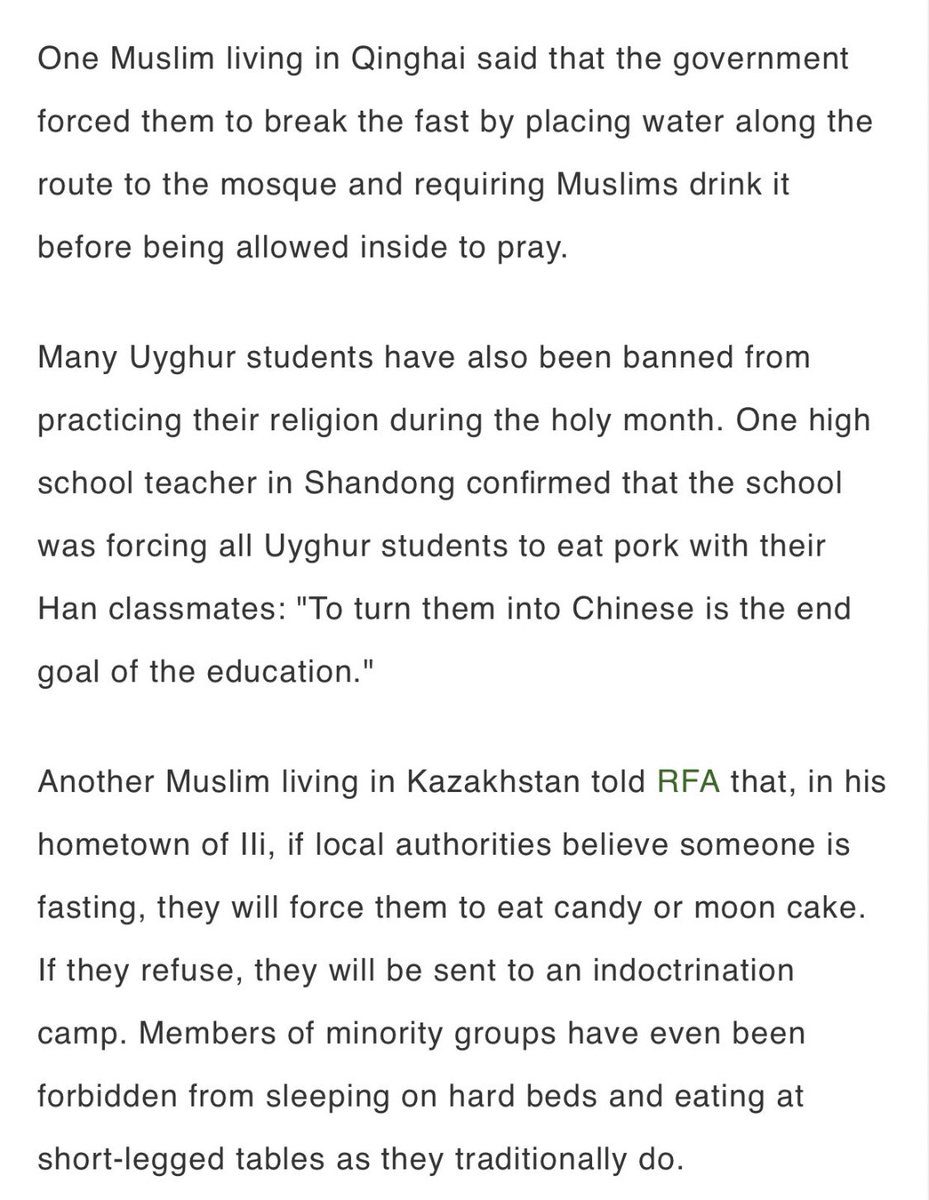 One Muslim living in Qinghai said that the government
forced them to break the fast by placing water along the
route to the mosque and requiring Muslims drink it
before being allowed inside to pray.
Many Uyghur students have also been banned from
practicing their religion during the holy month. One high
school teacher in Shandong confirmed that the school
was forcing all Uyghur students to eat pork with their
Han classmates: "To turn them into Chinese is the end
goal of the education."
Another Muslim living in Kazakhstan told RFA that, in his
hometown of Ili, if local authorities believe someone is
fasting, they will force them to eat candy or moon cake.
If they refuse, they will be sent to an indoctrination
camp. Members of minority groups have even been
forbidden from sleeping on hard beds and eating at
short-legged tables as they traditionally do.